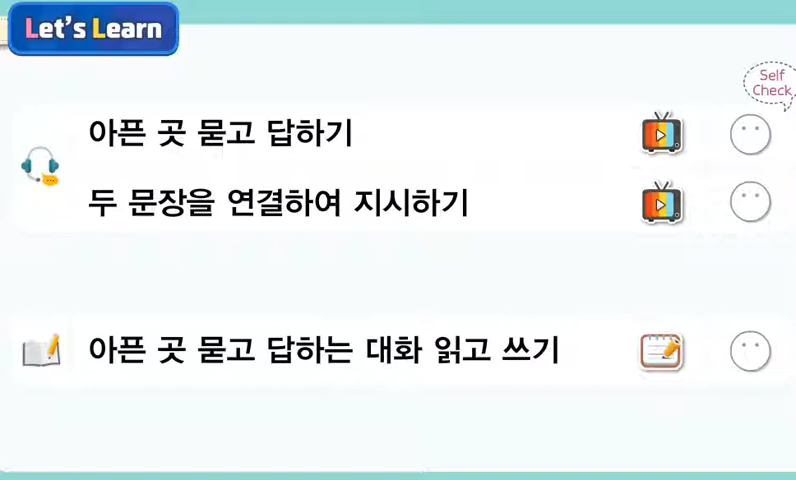 Let's Learn
Self
Check
아픈 곳 묻고 답하기
두 문장을 연결하여 지시하기
아픈 곳 묻고 답하는 대화 읽고 쓰기